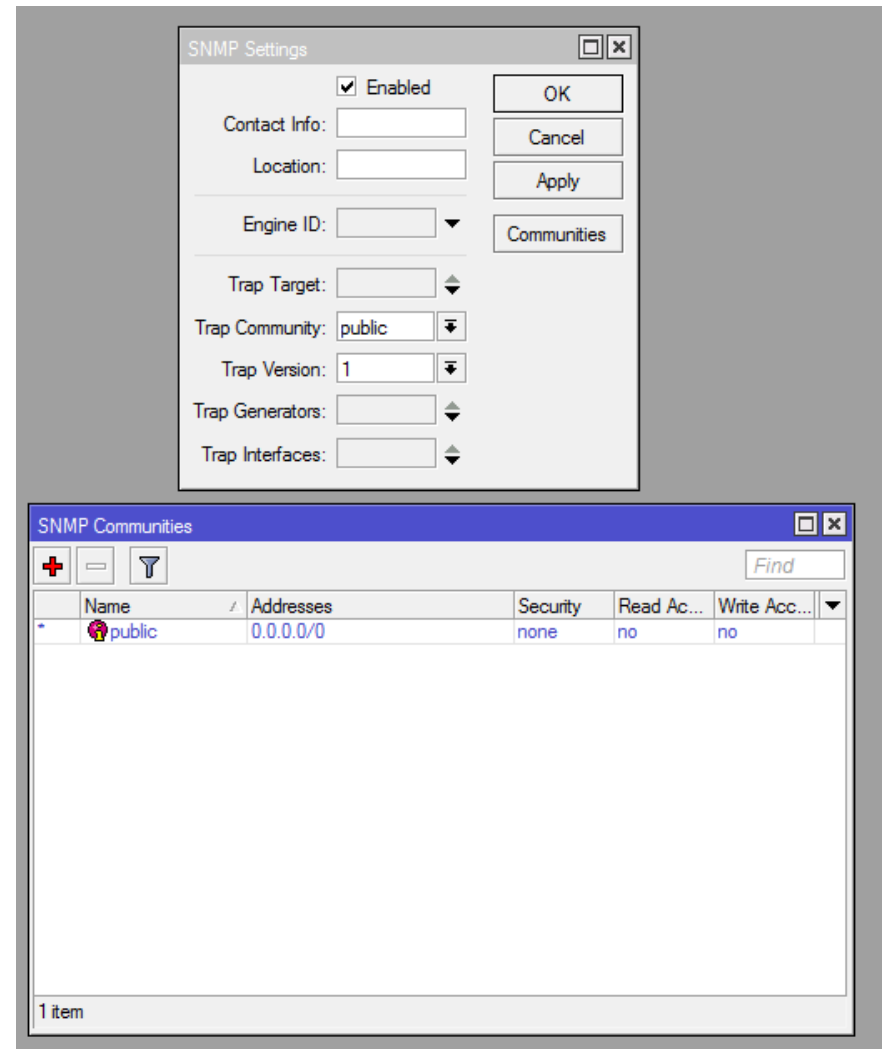 SNMP Settings
Enabled
OK
Contact Info:
Cancel
Location:
Apply
Engine ID:
Communities
Trap Target:
Trap Community: public
Trap Version: 1
Trap Generators:
Trap Interfaces:
SNMP Communities
Find
Name Addresses Security Read Ac... Write Acc...
* public 0.0.0.0/0 none no no
1 item